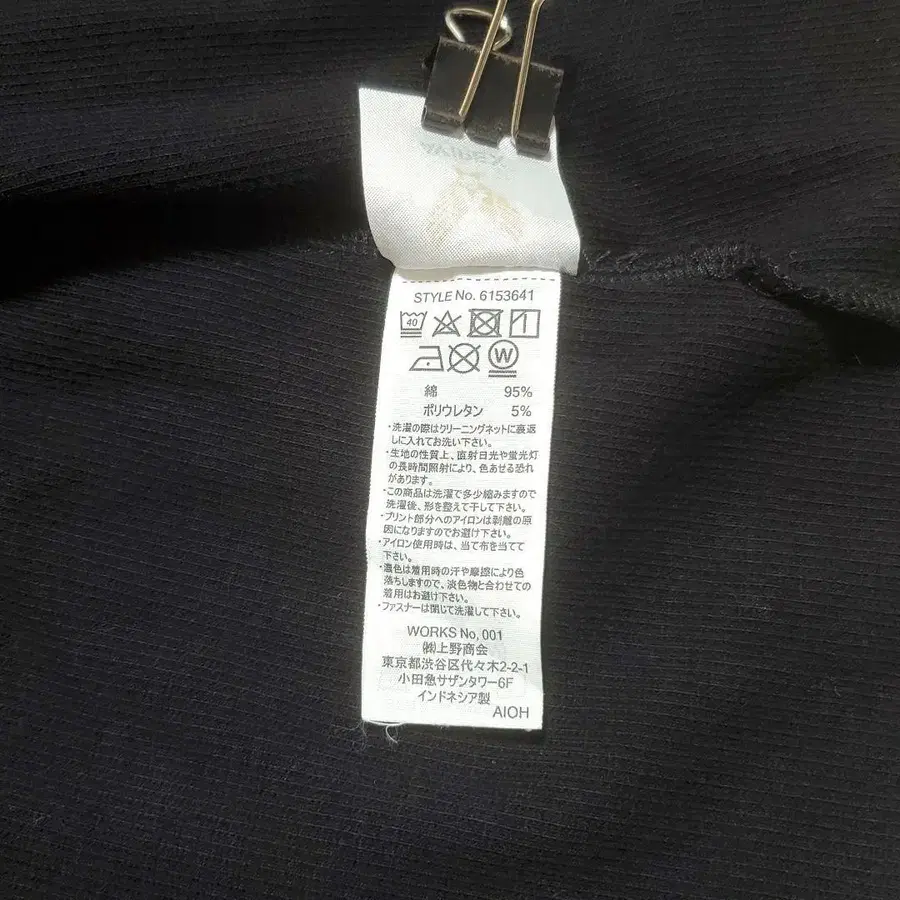 STYLE No. 6153641
40
W
綿 95%
ポリウレタン 5%
・洗濯の際はクリーニングネットに裏返
しに入れてお洗い下さい。
・生地の性質上、直射日光や蛍光灯
の長時間照射により、色あせる恐れ
があります。
・この商品は洗濯で多少縮みますので
洗濯後、形を整えて干して下さい。
・プリント部分へのアイロンは剥離の原
因になりますのでお避け下さい。
・アイロン使用時は、当て布を当てて
下さい。
・濃色は着用時の汗や摩擦により色
落ちしますので、淡色物と合わせての
着用はお避け下さい。
・ファスナーは閉じて洗濯して下さい。
WORKS No, 001
㈱上野商会
東京都渋谷区代々木2-2-1
小田急サザンタワー6F
インドネシア製
AIOH